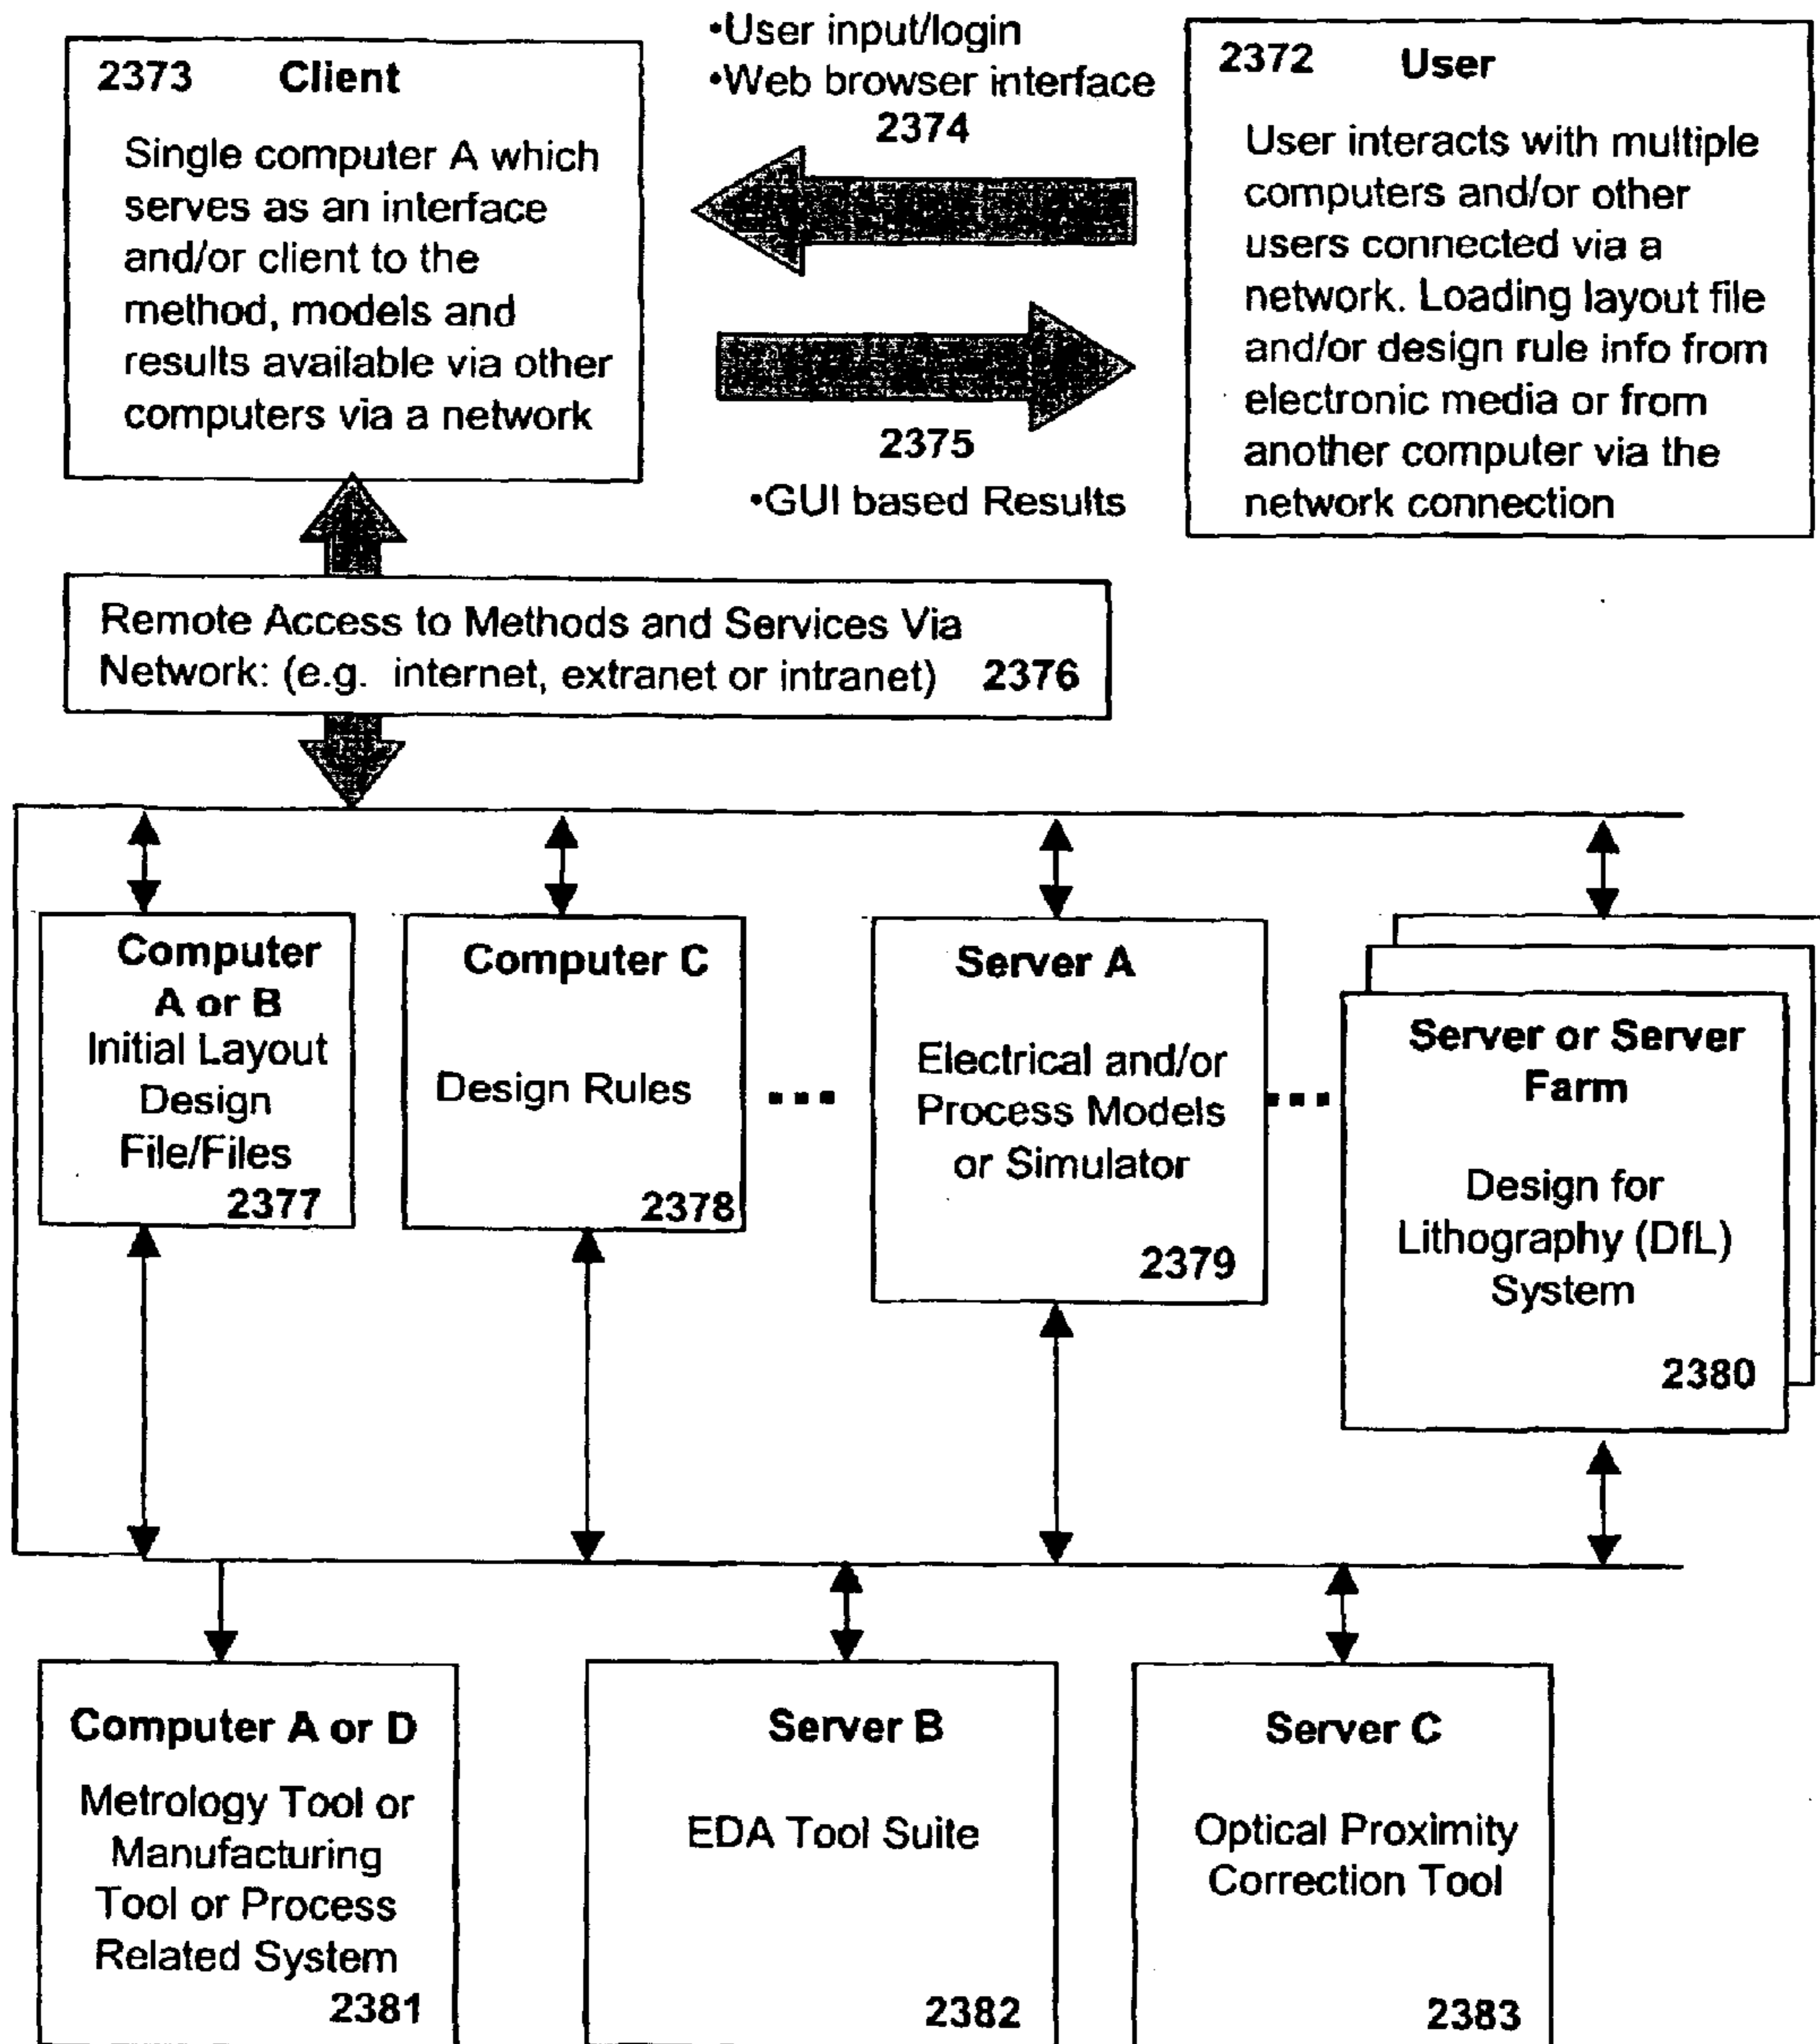 •User input/login
•Web browser interface
2374
2373 Client
Single computer A which
serves as an interface
and/or client to the
method, models and
results available via other
computers via a network
2372 User
User interacts with multiple
computers and/or other
users connected via a
network. Loading layout file
and/or design rule info from
electronic media or from
another computer via the
network connection
2375
•GUI based Results
Remote Access to Methods and Services Via
Network: (e.g. internet, extranet or intranet) 2376
Computer
A or B
Initial Layout
Design
File/Files
2377
Computer C
Design Rules
2378
...
Server A
Electrical and/or
Process Models
or Simulator
2379
...
Server or Server
Farm
Design for
Lithography (DfL)
System
2380
Computer A or D
Metrology Tool or
Manufacturing
Tool or Process
Related System
2381
Server B
EDA Tool Suite
2382
Server C
Optical Proximity
Correction Tool
2383